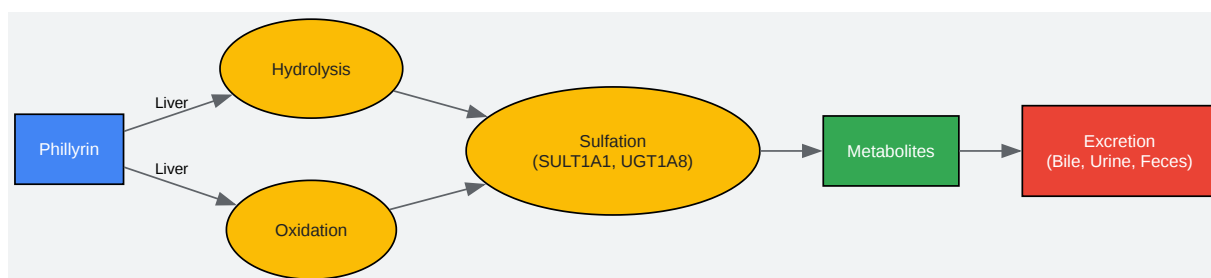 Phillyrin
Liver
Liver
Hydrolysis
Oxidation
Sulfation
(SULT1A1, UGT1A8)
Metabolites
Excretion
(Bile, Urine, Feces)